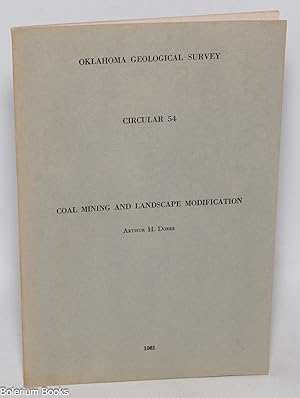 OKLAHOMA GEOLOGICAL SURVEY
CIRCULAR 54
COAL MINING AND LANDSCAPE MODIFICATION
ARTHUR H. DOERR
1961
Bolerium Books